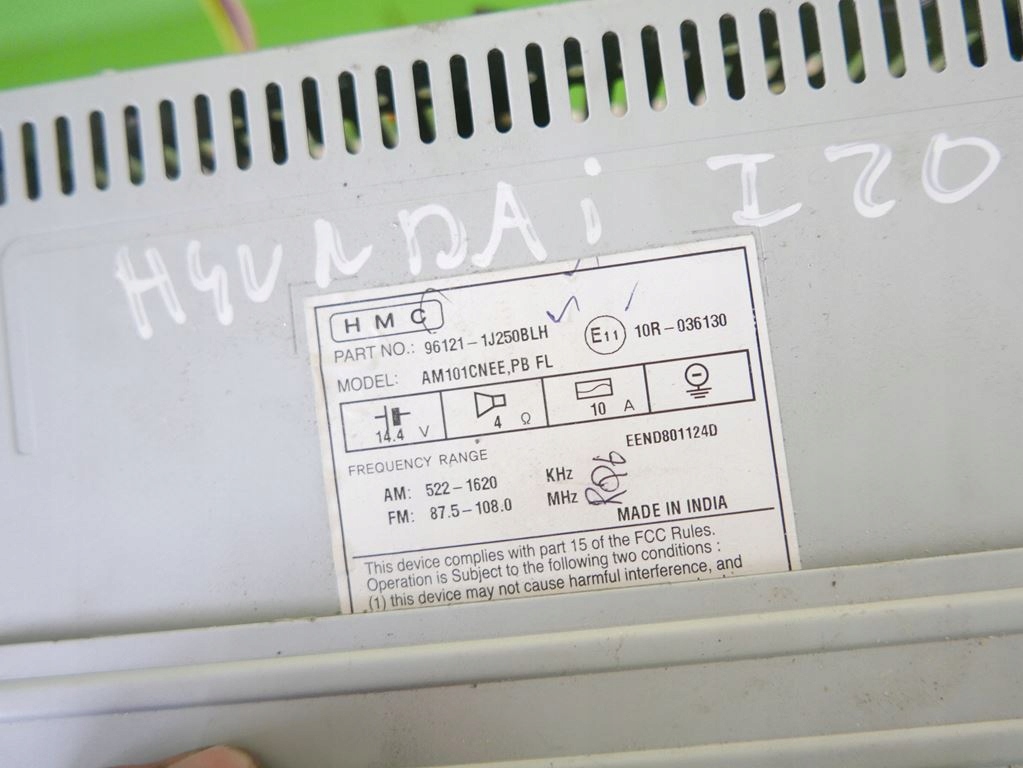 HYUNDAi I20
HMC
PART NO.: 96121-1J250BLH
E11 10R-036130
MODEL: AM101CNEE,PB FL
14.4 V 4 Ω 10 A
EEND801124D
FREQUENCY RANGE
AM: 522-1620 KHz
FM: 87.5-108.0 MHz
MADE IN INDIA
This device complies with part 15 of the FCC Rules.
Operation is Subject to the following two conditions :
(1) this device may not cause harmful interference, and